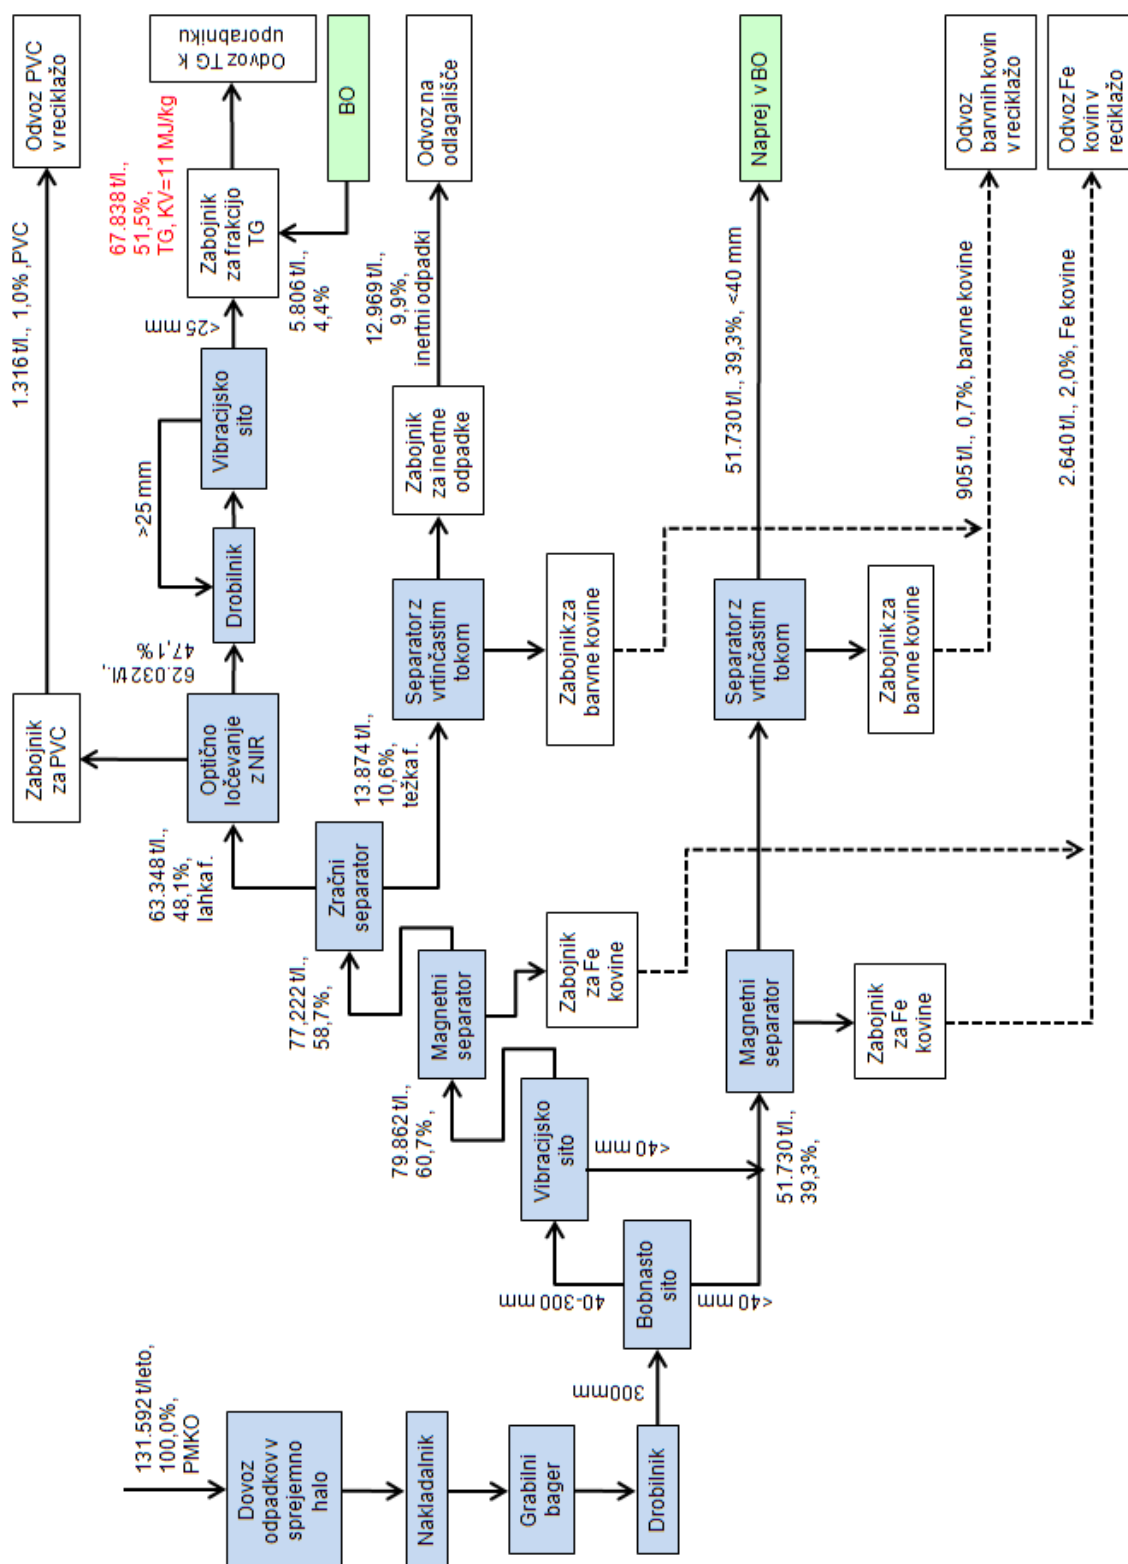 131.592 t/leto,
100,0%,
PMKO
Dovoz
odpadkov v
sprejemno
halo
Nakladalnik
Grabilni
bager
Drobilnik
300mm
Bobnasto
sito
40-300 mm
<40 mm
Vibracijsko
sito
<40 mm
79.862 t/l.,
60,7% ,
Magnetni
separator
Zabojnik
za Fe
kovine
77,222 t/l.,
58,7%,
Zračni
separator
63.348 t/l.,
48,1%,
lahka f.
Optično
ločevanje
z NIR
Zabojnik
za PVC
1.316 t/l., 1,0% ,PVC
Odvoz PVC
v reciklažo
62.032 t/l.,
47,1%
Drobilnik
>25 mm
Vibracijsko
sito
<25 mm
Zabojnik
za frakcijo
TG
67.838 t/l.,
51,5%,
TG, KV=11 MJ/kg
Odvoz TG k
uporabniku
5.806 t/l.,
4,4%
BO
13.874 t/l.,
10,6%,
težka f.
Separator z
vrtinčastim
tokom
Zabojnik
za inertne
odpadke
12.969 t/l.,
9,9%,
inertni odpadki
Odvoz na
odlagališče
Zabojnik za
barvne kovine
51.730 t/l.,
39,3%,
Magnetni
separator
Zabojnik
za Fe
kovine
Separator z
vrtinčastim
tokom
Zabojnik za
barvne kovine
51.730 t/l., 39,3%, <40 mm
Naprej v BO
905 t/l., 0,7%, barvne kovine
Odvoz
barvnih kovin
v reciklažo
2.640 t/l., 2,0%, Fe kovine
Odvoz Fe
kovin v
reciklažo